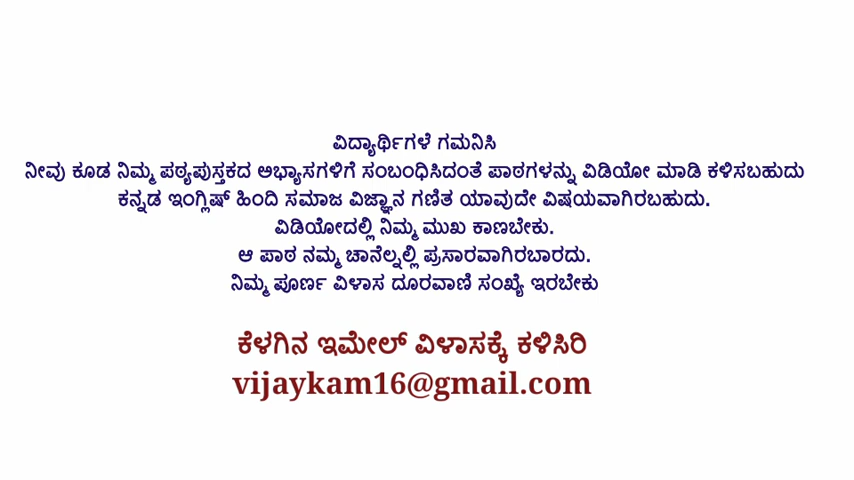 ವಿದ್ಯಾರ್ಥಿಗಳೆ ಗಮನಿಸಿ
ನೀವು ಕೂಡ ನಿಮ್ಮ ಪಠ್ಯಪುಸ್ತಕದ ಅಭ್ಯಾಸಗಳಿಗೆ ಸಂಬಂಧಿಸಿದಂತೆ ಪಾಠಗಳನ್ನು ವಿಡಿಯೋ ಮಾಡಿ ಕಳಿಸಬಹುದು
ಕನ್ನಡ ಇಂಗ್ಲಿಷ್ ಹಿಂದಿ ಸಮಾಜ ವಿಜ್ಞಾನ ಗಣಿತ ಯಾವುದೇ ವಿಷಯವಾಗಿರಬಹುದು.
ವಿಡಿಯೋದಲ್ಲಿ ನಿಮ್ಮ ಮುಖ ಕಾಣಬೇಕು.
ಆ ಪಾಠ ನಮ್ಮ ಚಾನೆಲ್ನಲ್ಲಿ ಪ್ರಸಾರವಾಗಿರಬಾರದು.
ನಿಮ್ಮ ಪೂರ್ಣ ವಿಳಾಸ ದೂರವಾಣಿ ಸಂಖ್ಯೆ ಇರಬೇಕು
ಕೆಳಗಿನ ಇಮೇಲ್ ವಿಳಾಸಕ್ಕೆ ಕಳಿಸಿರಿ
vijaykam16@gmail.com